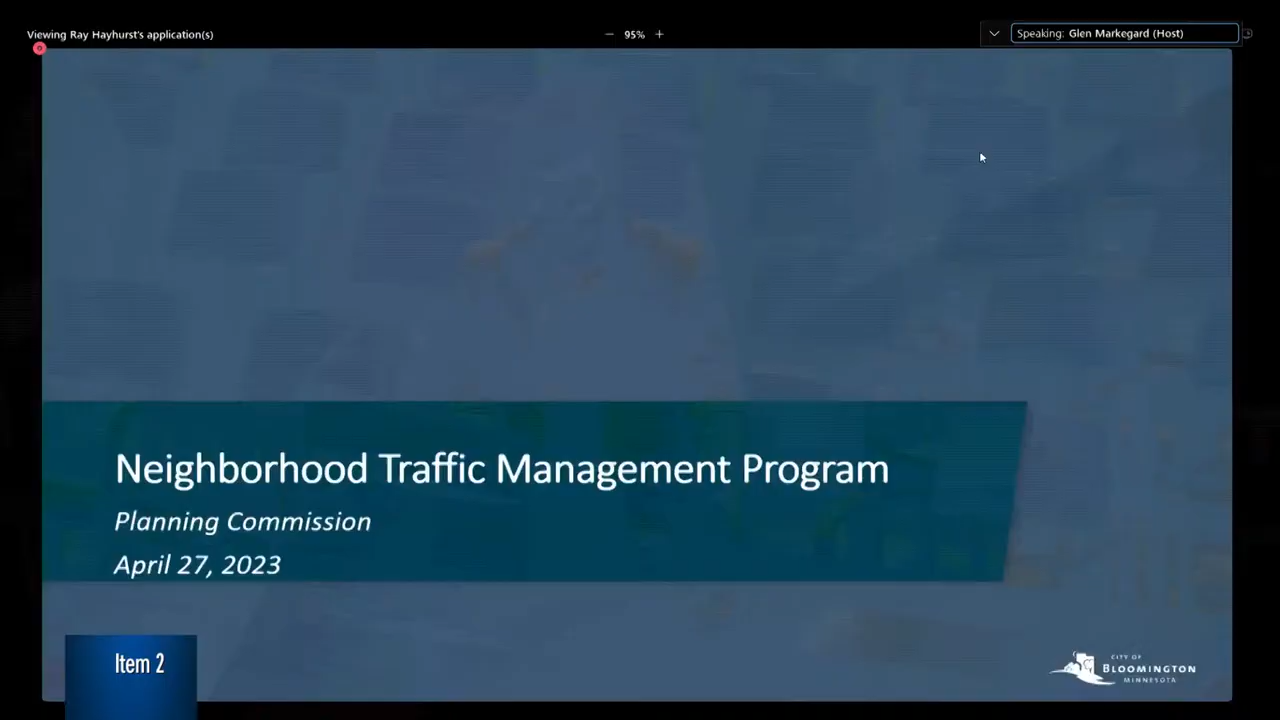 Viewing Ray Hayhurst's application(s)
95%
Speaking: Glen Markegard (Host)
Neighborhood Traffic Management Program
Planning Commission
April 27, 2023
Item 2
CITY OF
BLOOMINGTON
MINNESOTA